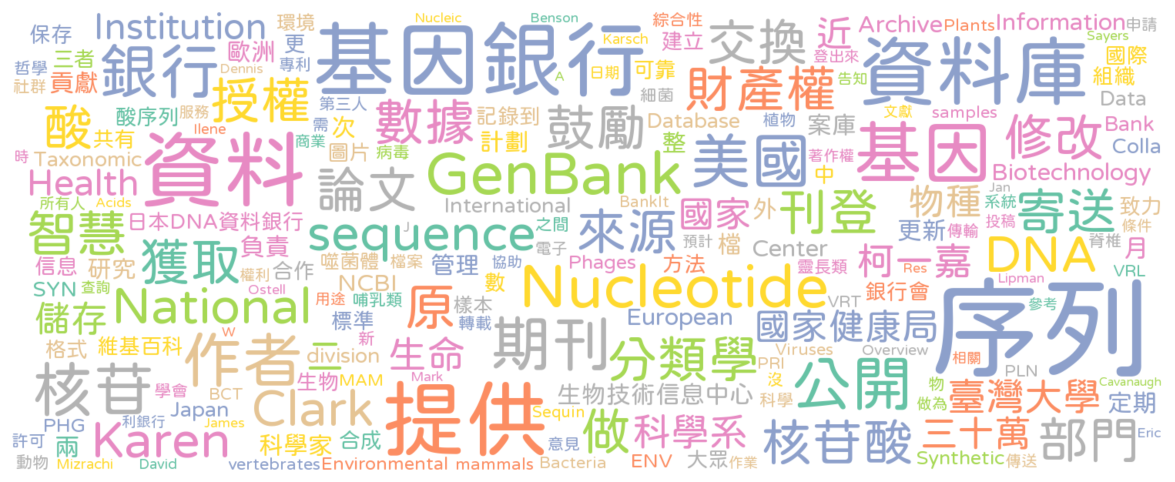 保存
Institution
環境
Nucleic
Benson
綜合性
交換
近
Archive
Plants
Information
申請
三者
銀行
歐洲
更
基因銀行
Karsch
建立
登出來
資料庫
Sayers
國際
哲學
社群
貢獻
Dennis
專利
授權
A
日期
可靠
告知
組織
酸
酸序列
服務
第三人
數據
記錄到
鼓勵
細菌
財產權
植物
文獻
samples
Data
共有
Ilene
商業
需
次
計劃
Database
整
案庫
基因
修改
Bank
Colla
時
Taxonomic
圖片
病毒
GenBank
美國
著作權
中
Biotechnology
Health
資料
論文
所有人
Acids
International
BankIt
國家
外
刊登
物種
Jan
系統
寄送
致力
智慧
日本DNA資料銀行
J
sequence
之間
電子
來源
預計
檔
更新
傳輸
投稿
條件
獲取
負責
Center
DNA
月
脊椎
信息
研究
權利
合作
噬菌體
檔案
管理
協助
數
Phages
方法
靈長類
柯一嘉
Res
VRL
SYN
查詢
Ostell
NCBI
Nucleotide
Lipman
儲存
National
用途
哺乳類
原
樣本
轉載
VRT
銀行會
參考
序列
新
標準
European
國家健康局
格式
維基百科
W
作者
二
division
生命
期刊
分類學
PRI
Viruses
Overview
相關
PLN
核苷
學會
BCT
生物
MAM
Mark
提供
生物技術信息中心
沒
科學
公開
物
做為
Cavanaugh
臺灣大學
定期
PHG
兩
Japan
利銀行
James
Clark
Sequin
做
科學系
核苷酸
三十萬
部門
Eric
許可
Karen
科學家
合成
意見
大眾
Synthetic
傳送
動物
Mizrachi
David
vertebrates
Environmental
mammals
Bacteria
ENV
作業